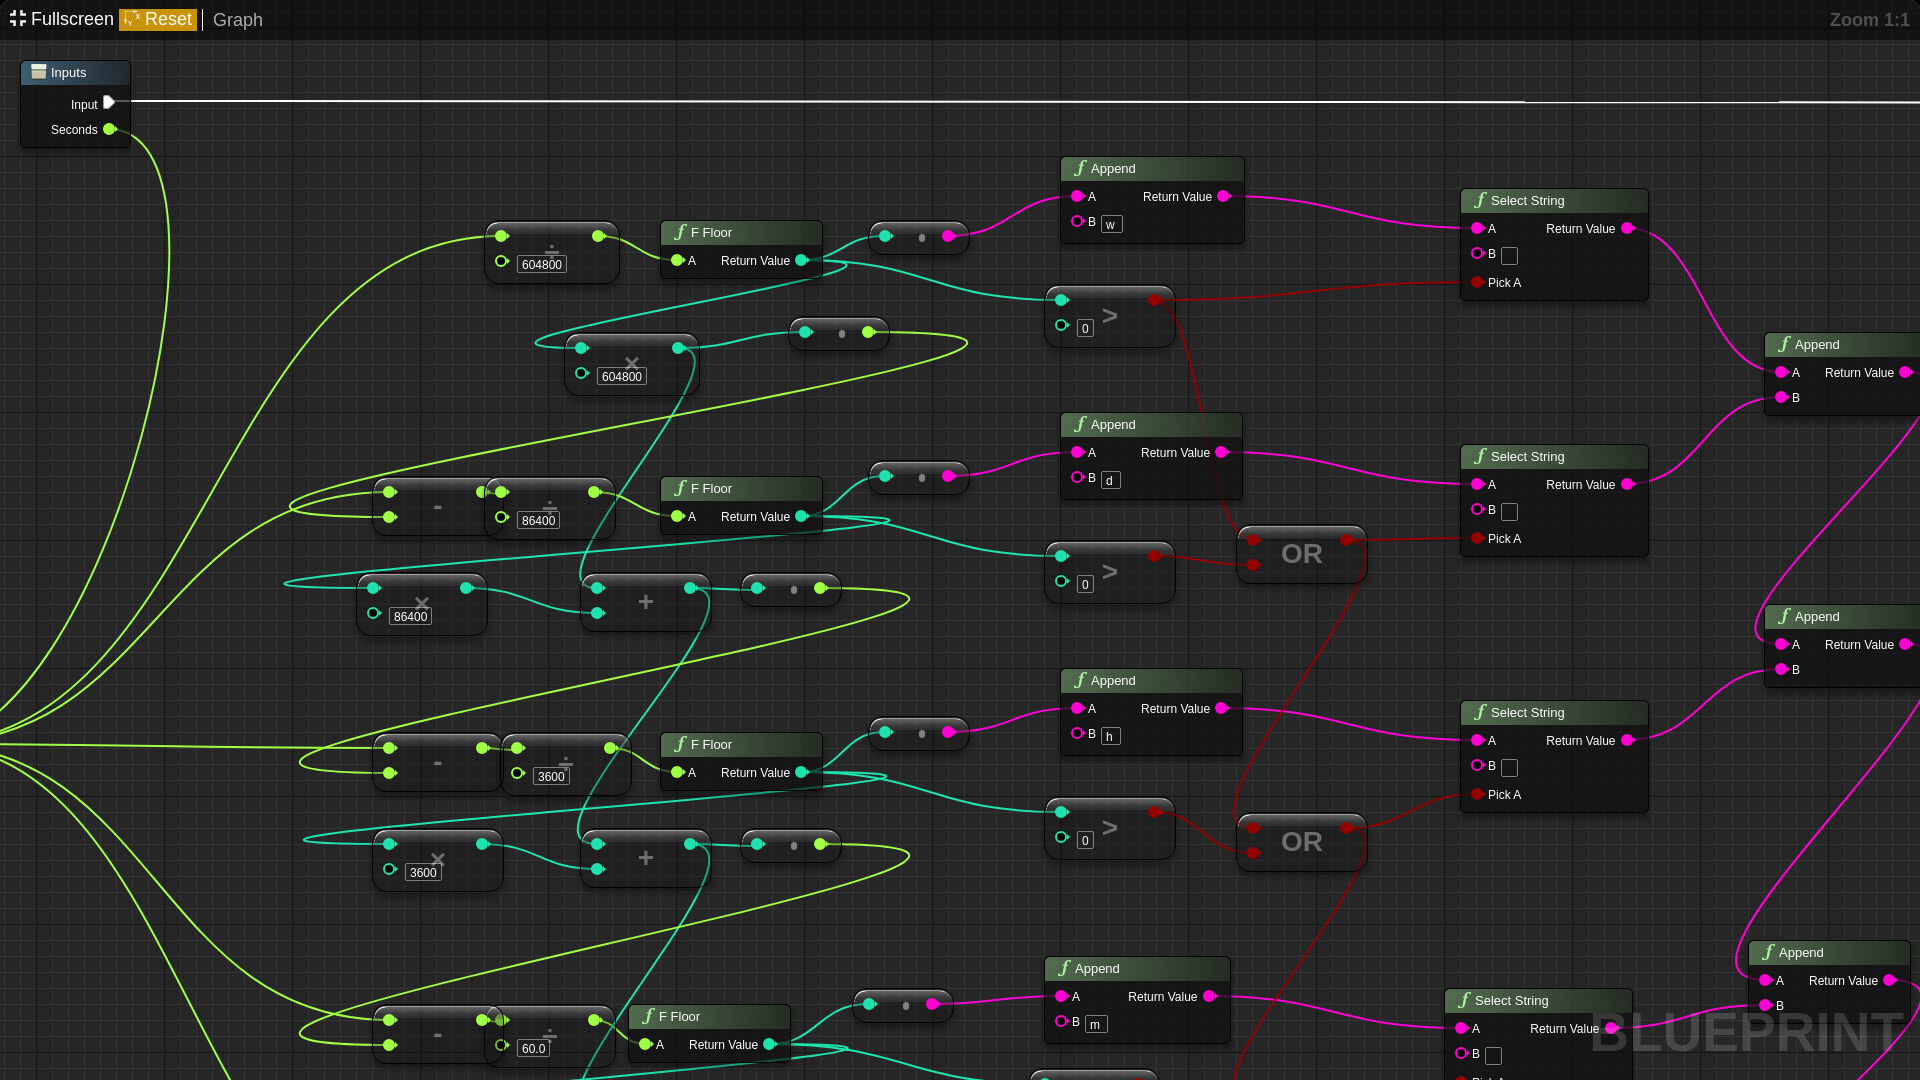 Fullscreen Reset Graph Zoom 1:1
Inputs
Input
Seconds
Append
A Return Value
B w
Select String
A Return Value
B
Pick A
÷
604800
F Floor
A Return Value
>
0
×
604800
Append
A Return Value
B
Append
A Return Value
B d
Select String
A Return Value
B
Pick A
-
÷
86400
F Floor
A Return Value
>
0
OR
×
86400
+
Append
A Return Value
B
Append
A Return Value
B h
Select String
A Return Value
B
Pick A
-
÷
3600
F Floor
A Return Value
>
0
OR
×
3600
+
Append
A Return Value
B
Append
A Return Value
B m
Select String
A Return Value
B
Pick A
-
÷
60.0
F Floor
A Return Value
BLUEPRINT